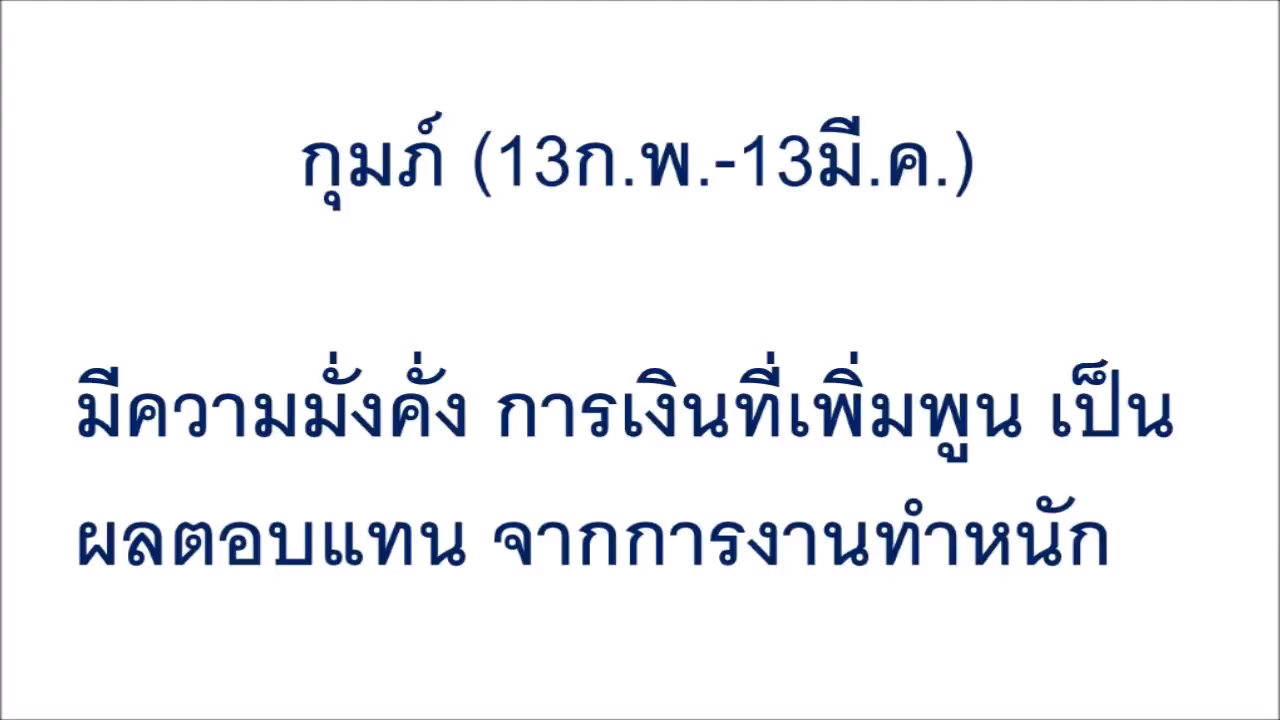 กุมภ์ (13ก.พ.-13มี.ค.)
มีความมั่งคั่ง การเงินที่เพิ่มพูน เป็น
ผลตอบแทน จากการงานทำหนัก